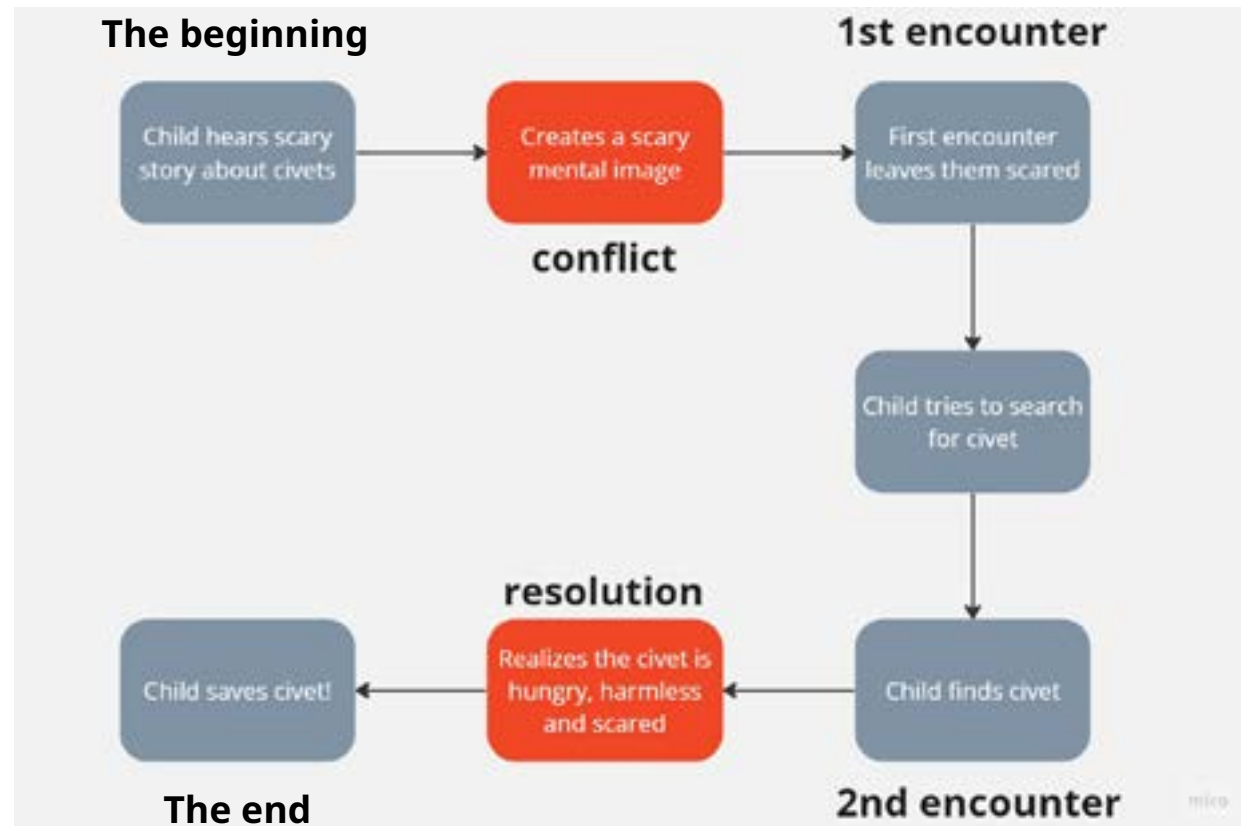 The beginning
1st encounter
Child hears scary
story about civets
Creates a scary
mental image
First encounter
leaves them scared
conflict
Child tries to search
for civet
resolution
Child saves civet!
Realizes the civet is
hungry, harmless
and scared
Child finds civet
The end
2nd encounter
miro